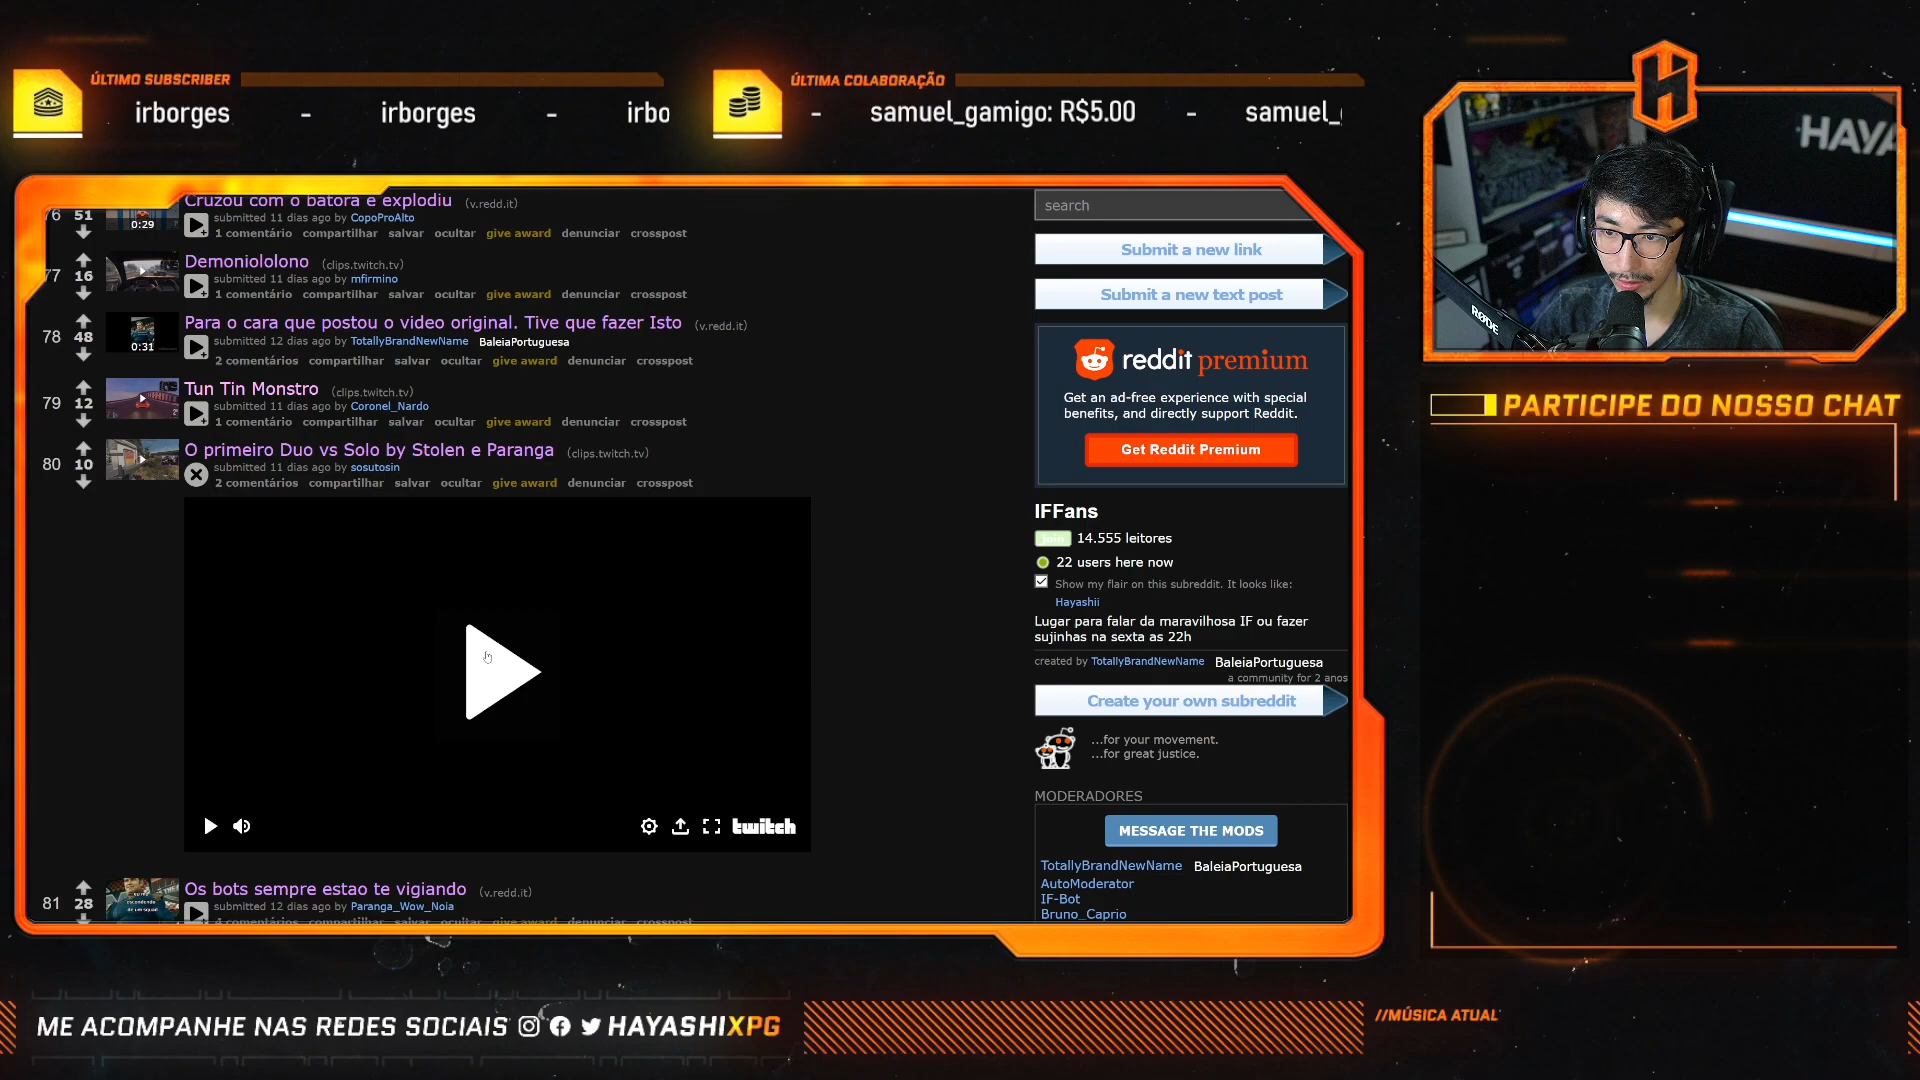 ÚLTIMO SUBSCRIBER
irborges - irborges - irbo
ÚLTIMA COLABORAÇÃO
- samuel_gamigo: R$5.00 - samuel_
HAYA
RØDE
76 51 Cruzou com o batora e explodiu (v.redd.it)
0:29
submitted 11 dias ago by CopoProAlto
1 comentário compartilhar salvar ocultar give award denunciar crosspost
77 16 Demoniololono (clips.twitch.tv)
submitted 11 dias ago by mfirmino
1 comentário compartilhar salvar ocultar give award denunciar crosspost
78 48 Para o cara que postou o video original. Tive que fazer Isto (v.redd.it)
0:31
submitted 12 dias ago by TotallyBrandNewName BaleiaPortuguesa
2 comentários compartilhar salvar ocultar give award denunciar crosspost
79 12 Tun Tin Monstro (clips.twitch.tv)
submitted 11 dias ago by Coronel_Nardo
1 comentário compartilhar salvar ocultar give award denunciar crosspost
80 10 O primeiro Duo vs Solo by Stolen e Paranga (clips.twitch.tv)
submitted 11 dias ago by sosutosin
2 comentários compartilhar salvar ocultar give award denunciar crosspost
twitch
81 28 Os bots sempre estao te vigiando (v.redd.it)
submitted 12 dias ago by Paranga_Wow_Noia
4 comentários compartilhar salvar ocultar give award denunciar crosspost
search
Submit a new link
Submit a new text post
reddit premium
Get an ad-free experience with special
benefits, and directly support Reddit.
Get Reddit Premium
IFFans
join 14.555 leitores
22 users here now
Show my flair on this subreddit. It looks like:
Hayashii
Lugar para falar da maravilhosa IF ou fazer
sujinhas na sexta as 22h
created by TotallyBrandNewName BaleiaPortuguesa
a community for 2 anos
Create your own subreddit
...for your movement.
...for great justice.
MODERADORES
MESSAGE THE MODS
TotallyBrandNewName BaleiaPortuguesa
AutoModerator
IF-Bot
Bruno_Caprio
PARTICIPE DO NOSSO CHAT
ME ACOMPANHE NAS REDES SOCIAIS HAYASHIXPG
//MÚSICA ATUAL